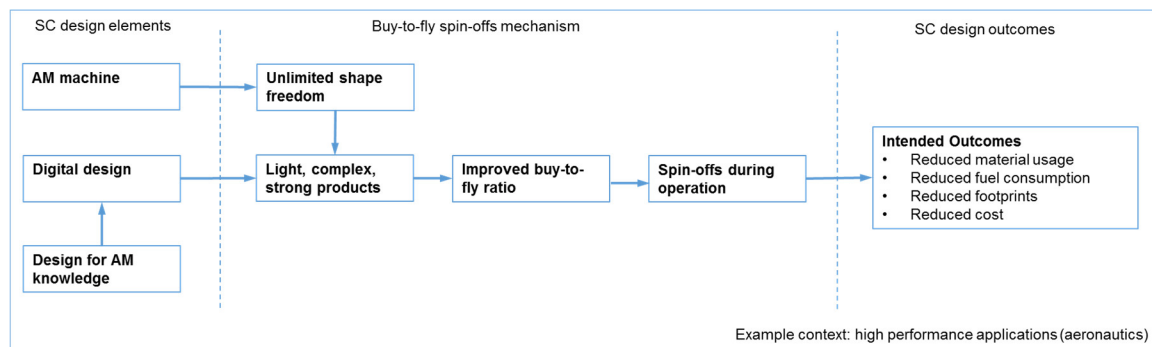 SC design elements
Buy-to-fly spin-offs mechanism
SC design outcomes
AM machine
Unlimited shape
freedom
Digital design
Light, complex,
strong products
Improved buy-to-
fly ratio
Spin-offs during
operation
Intended Outcomes
• Reduced material usage
• Reduced fuel consumption
• Reduced footprints
• Reduced cost
Design for AM
knowledge
Example context: high performance applications (aeronautics)